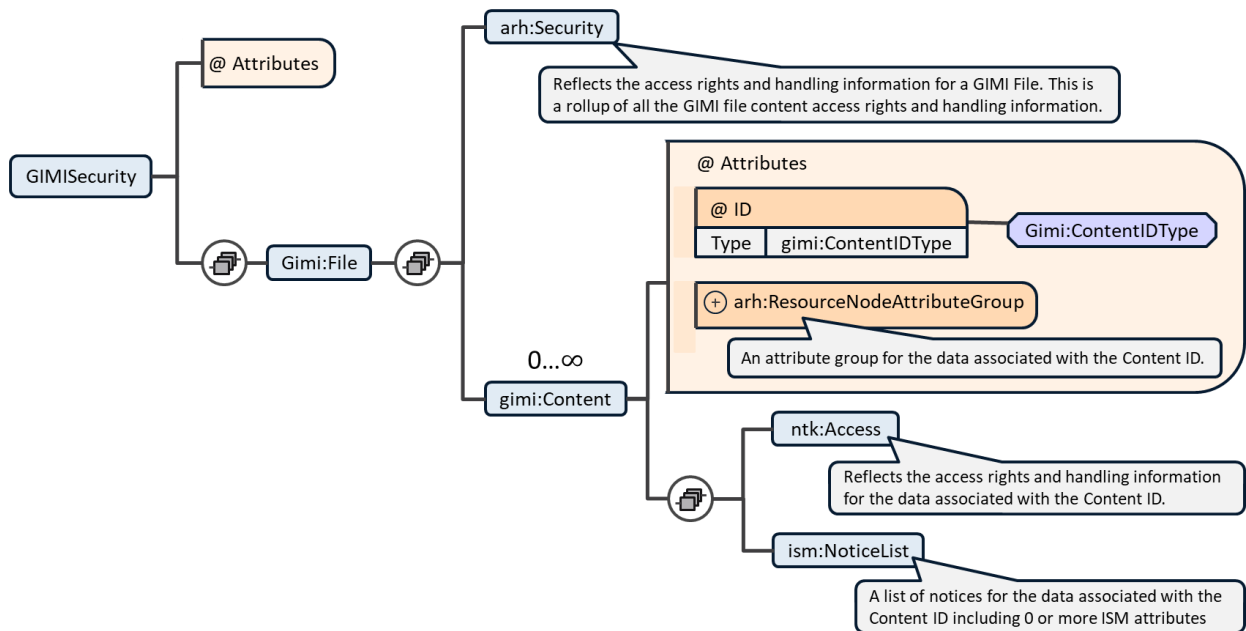 arh:Security
@ Attributes
Reflects the access rights and handling information for a GIMI File. This is
a rollup of all the GIMI file content access rights and handling information.
GIMISecurity
Gimi:File
@ Attributes
@ ID
Type gimi:ContentIDType
Gimi:ContentIDType
+ arh:ResourceNodeAttributeGroup
An attribute group for the data associated with the Content ID.
0...∞
gimi:Content
ntk:Access
Reflects the access rights and handling information
for the data associated with the Content ID.
ism:NoticeList
A list of notices for the data associated with the
Content ID including 0 or more ISM attributes